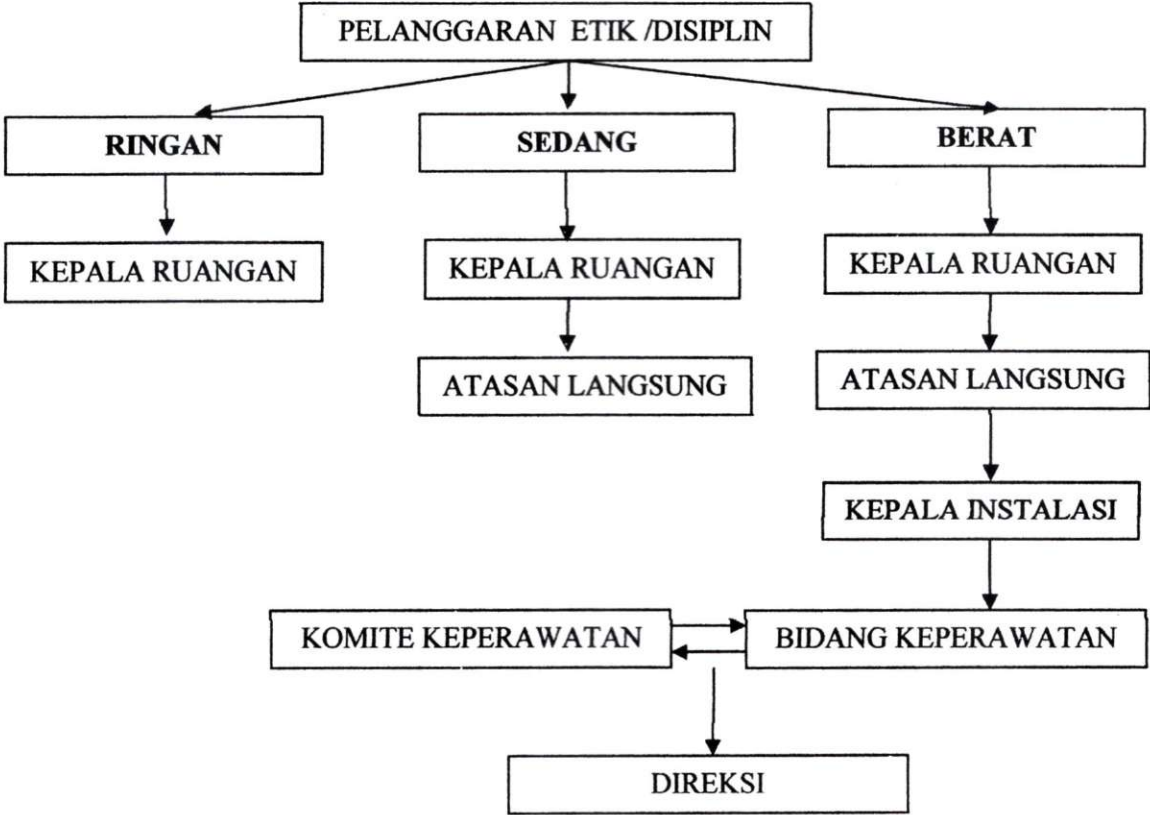 PELANGGARAN ETIK /DISIPLIN
RINGAN
SEDANG
BERAT
KEPALA RUANGAN
KEPALA RUANGAN
KEPALA RUANGAN
ATASAN LANGSUNG
ATASAN LANGSUNG
KEPALA INSTALASI
KOMITE KEPERAWATAN
BIDANG KEPERAWATAN
DIREKSI